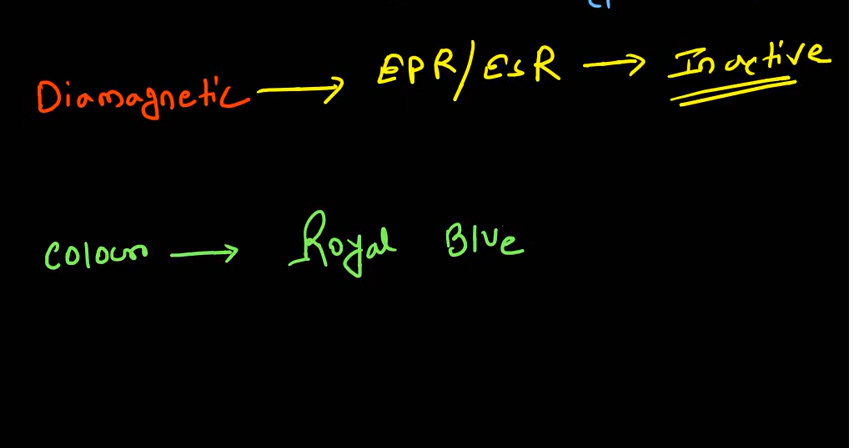 Diamagnetic → EPR/ESR → Inactive
Colour → Royal Blue